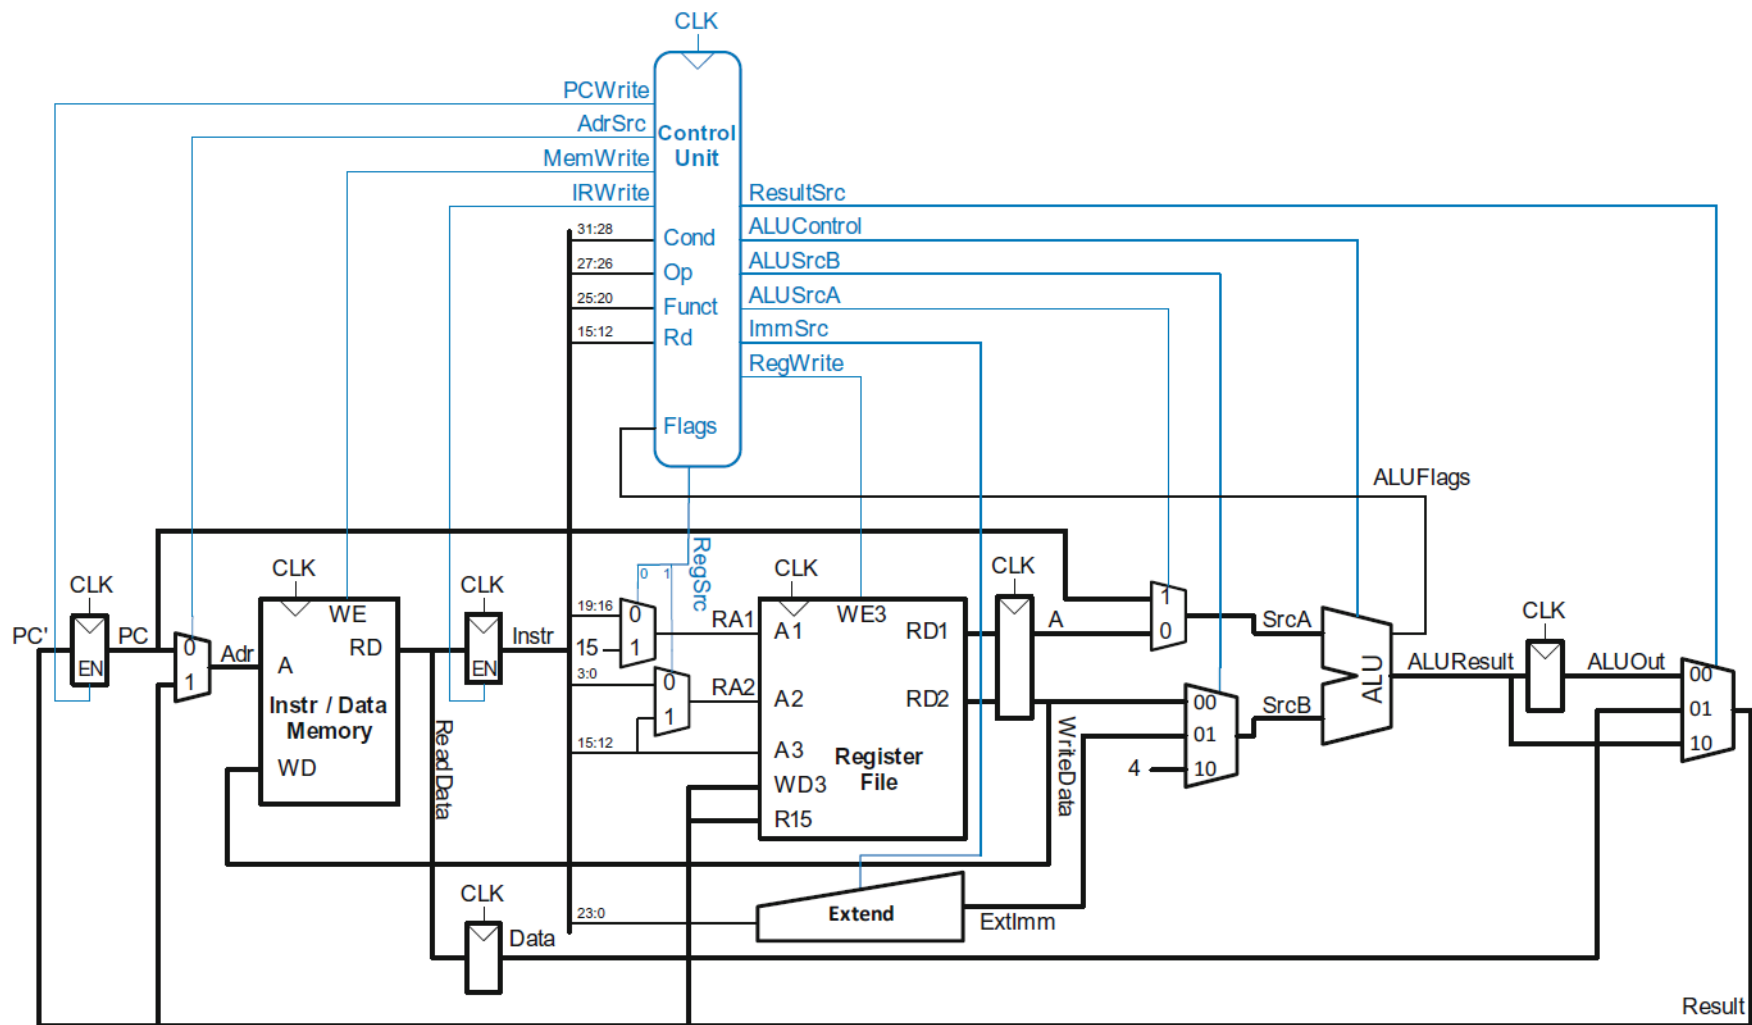 CLK
PCWrite
AdrSrc
MemWrite
IRWrite
Control
Unit
ResultSrc
ALUControl
ALUSrcB
ALUSrcA
ImmSrc
RegWrite
31:28
Cond
27:26
Op
25:20
Funct
15:12
Rd
Flags
ALUFlags
RegSrc
0
1
CLK
PC'
EN
PC
0
1
Adr
CLK
WE
RD
A
Instr / Data
Memory
WD
ReadData
CLK
EN
Instr
19:16
15
0
1
RA1
3:0
0
1
RA2
15:12
CLK
WE3
A1
RD1
A2
RD2
A3
Register
File
WD3
R15
CLK
A
WriteData
1
0
SrcA
00
01
4
10
SrcB
ALU
ALUResult
CLK
ALUOut
00
01
10
23:0
Extend
ExtImm
CLK
Data
Result